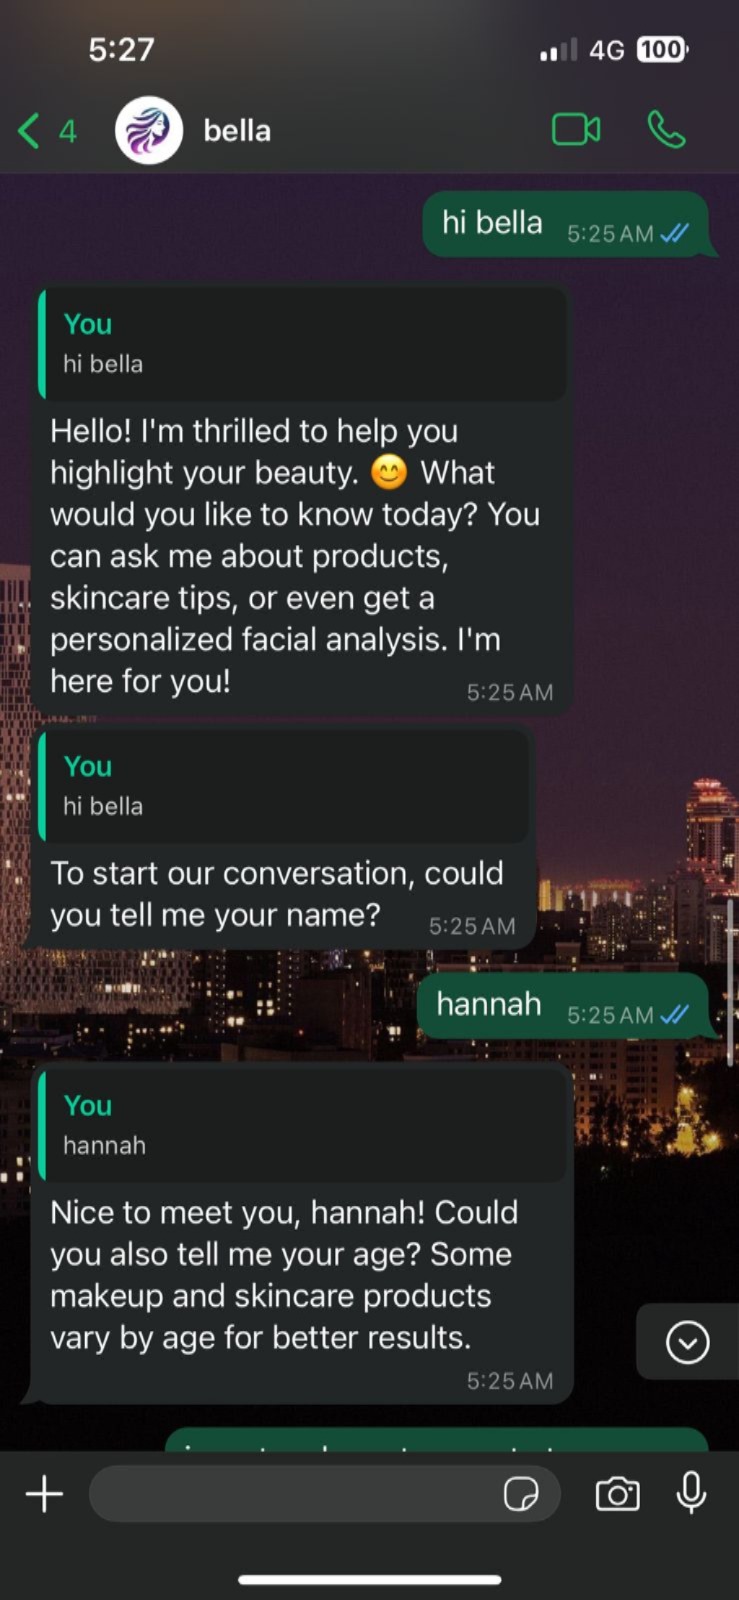 5:27
4G 100
4 bella
hi bella 5:25 AM
You
hi bella
Hello! I'm thrilled to help you
highlight your beauty. 😊 What
would you like to know today? You
can ask me about products,
skincare tips, or even get a
personalized facial analysis. I'm
here for you! 5:25 AM
You
hi bella
To start our conversation, could
you tell me your name? 5:25 AM
hannah 5:25 AM
You
hannah
Nice to meet you, hannah! Could
you also tell me your age? Some
makeup and skincare products
vary by age for better results.
5:25 AM